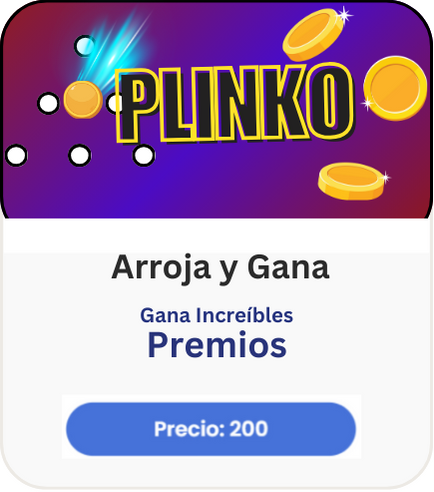 PLINKO
Arroja y Gana
Gana Increíbles
Premios
Precio: 200